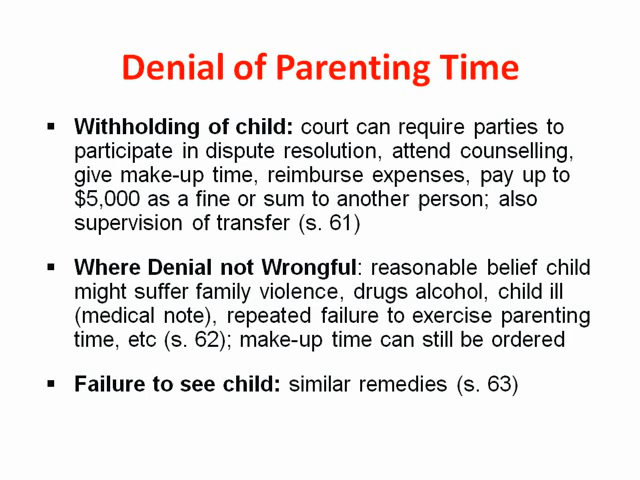 Denial of Parenting Time
▪ Withholding of child: court can require parties to
participate in dispute resolution, attend counselling,
give make-up time, reimburse expenses, pay up to
$5,000 as a fine or sum to another person; also
supervision of transfer (s. 61)
▪ Where Denial not Wrongful: reasonable belief child
might suffer family violence, drugs alcohol, child ill
(medical note), repeated failure to exercise parenting
time, etc (s. 62); make-up time can still be ordered
▪ Failure to see child: similar remedies (s. 63)